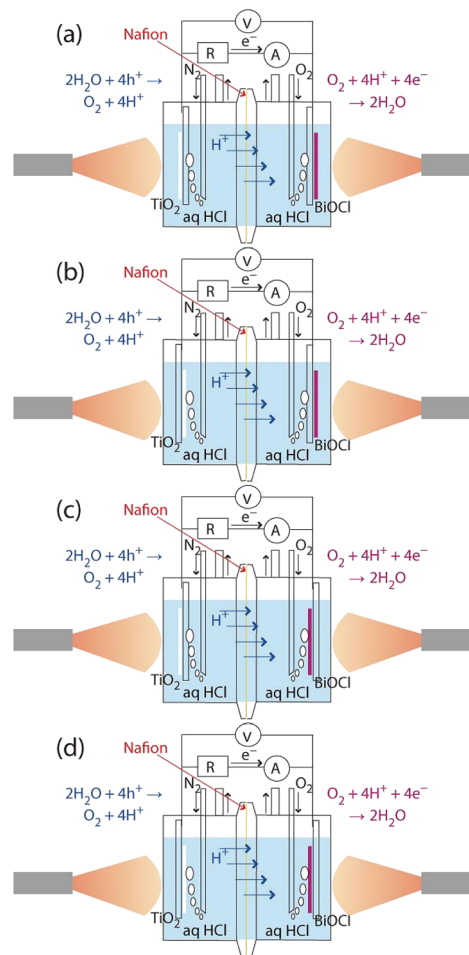 (a)
V
Nafion
R
e⁻
A
2H₂O + 4h⁺ →
O₂ + 4H⁺
N₂
O₂
O₂ + 4H⁺ + 4e⁻
→ 2H₂O
H⁺
TiO₂
aq HCl
aq HCl
BiOCl
(b)
V
Nafion
R
e⁻
A
2H₂O + 4h⁺ →
O₂ + 4H⁺
N₂
O₂
O₂ + 4H⁺ + 4e⁻
→ 2H₂O
H⁺
TiO₂
aq HCl
aq HCl
BiOCl
(c)
V
Nafion
R
e⁻
A
2H₂O + 4h⁺ →
O₂ + 4H⁺
N₂
O₂
O₂ + 4H⁺ + 4e⁻
→ 2H₂O
H⁺
TiO₂
aq HCl
aq HCl
BiOCl
(d)
V
Nafion
R
e⁻
A
2H₂O + 4h⁺ →
O₂ + 4H⁺
N₂
O₂
O₂ + 4H⁺ + 4e⁻
→ 2H₂O
H⁺
TiO₂
aq HCl
aq HCl
BiOCl